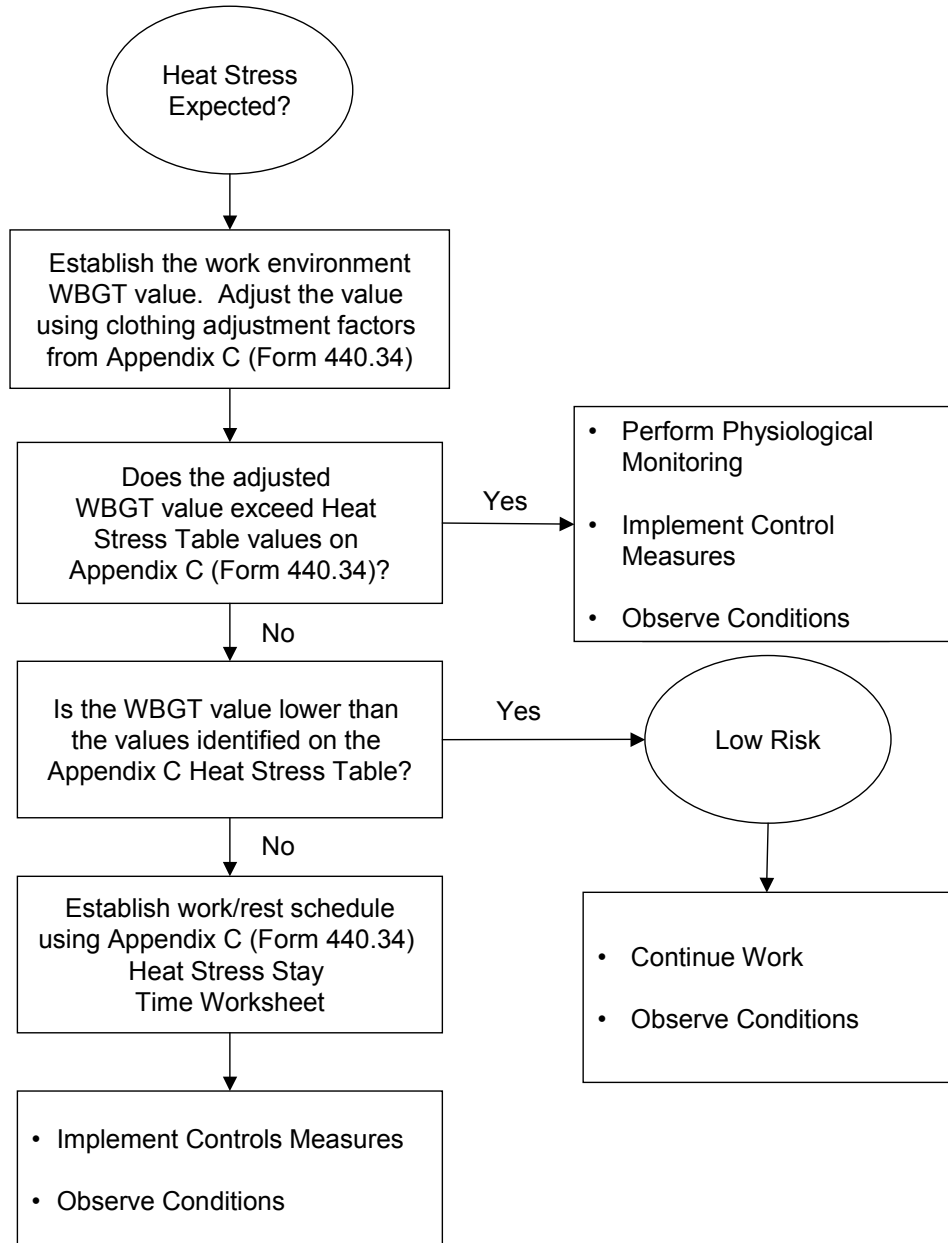 Heat Stress
Expected?
Establish the work environment
WBGT value.  Adjust the value
using clothing adjustment factors
from Appendix C (Form 440.34)
Does the adjusted
WBGT value exceed Heat
Stress Table values on
Appendix C (Form 440.34)?
Yes
• Perform Physiological
Monitoring
• Implement Control
Measures
• Observe Conditions
No
Is the WBGT value lower than
the values identified on the
Appendix C Heat Stress Table?
Yes
Low Risk
• Continue Work
• Observe Conditions
No
Establish work/rest schedule
using Appendix C (Form 440.34)
Heat Stress Stay
Time Worksheet
• Implement Controls Measures
• Observe Conditions